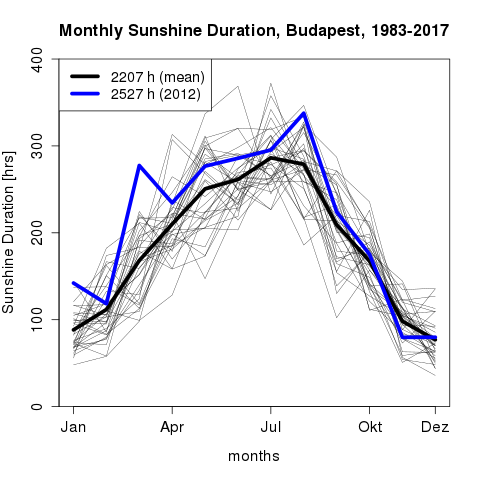 Monthly Sunshine Duration, Budapest, 1983-2017
2207 h (mean)
2527 h (2012)
Sunshine Duration [hrs]
400
300
200
100
0
Jan Apr Jul Okt Dez
months